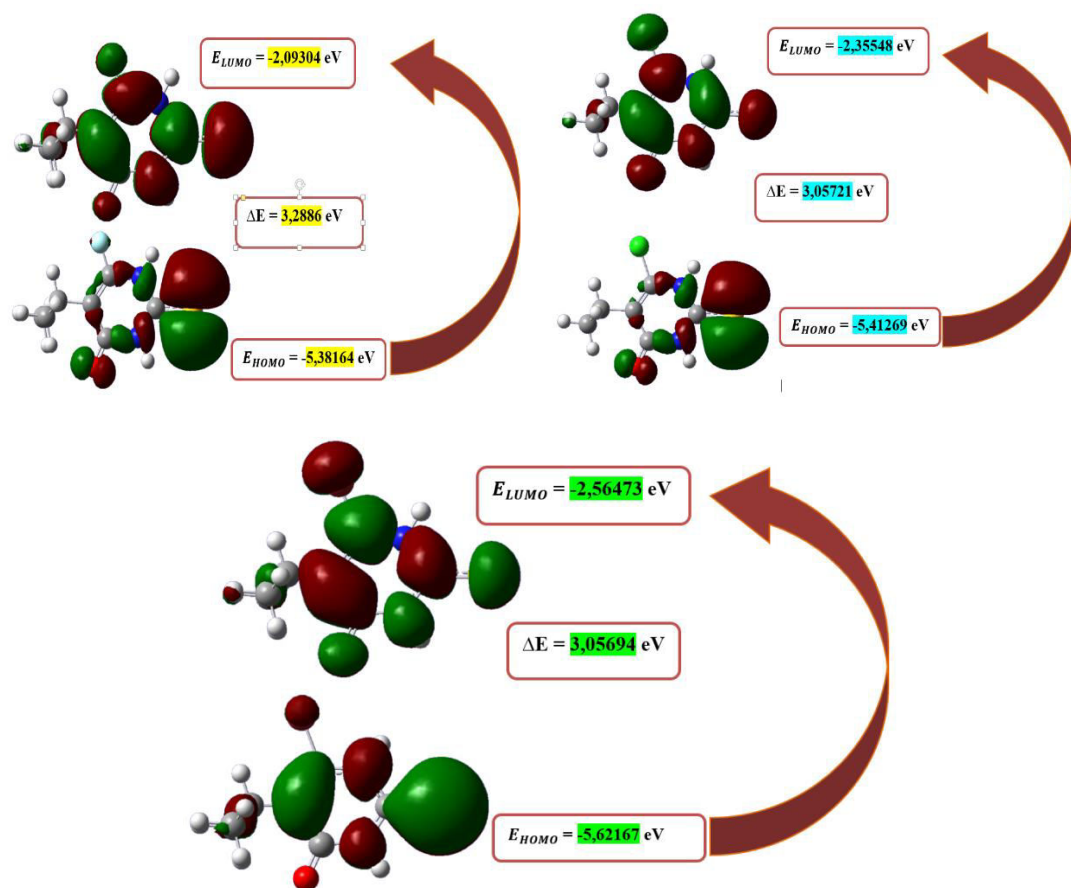 E_LUMO = -2,09304 eV
ΔE = 3,2886 eV
E_HOMO = -5,38164 eV
E_LUMO = -2,35548 eV
ΔE = 3,05721 eV
E_HOMO = -5,41269 eV
E_LUMO = -2,56473 eV
ΔE = 3,05694 eV
E_HOMO = -5,62167 eV